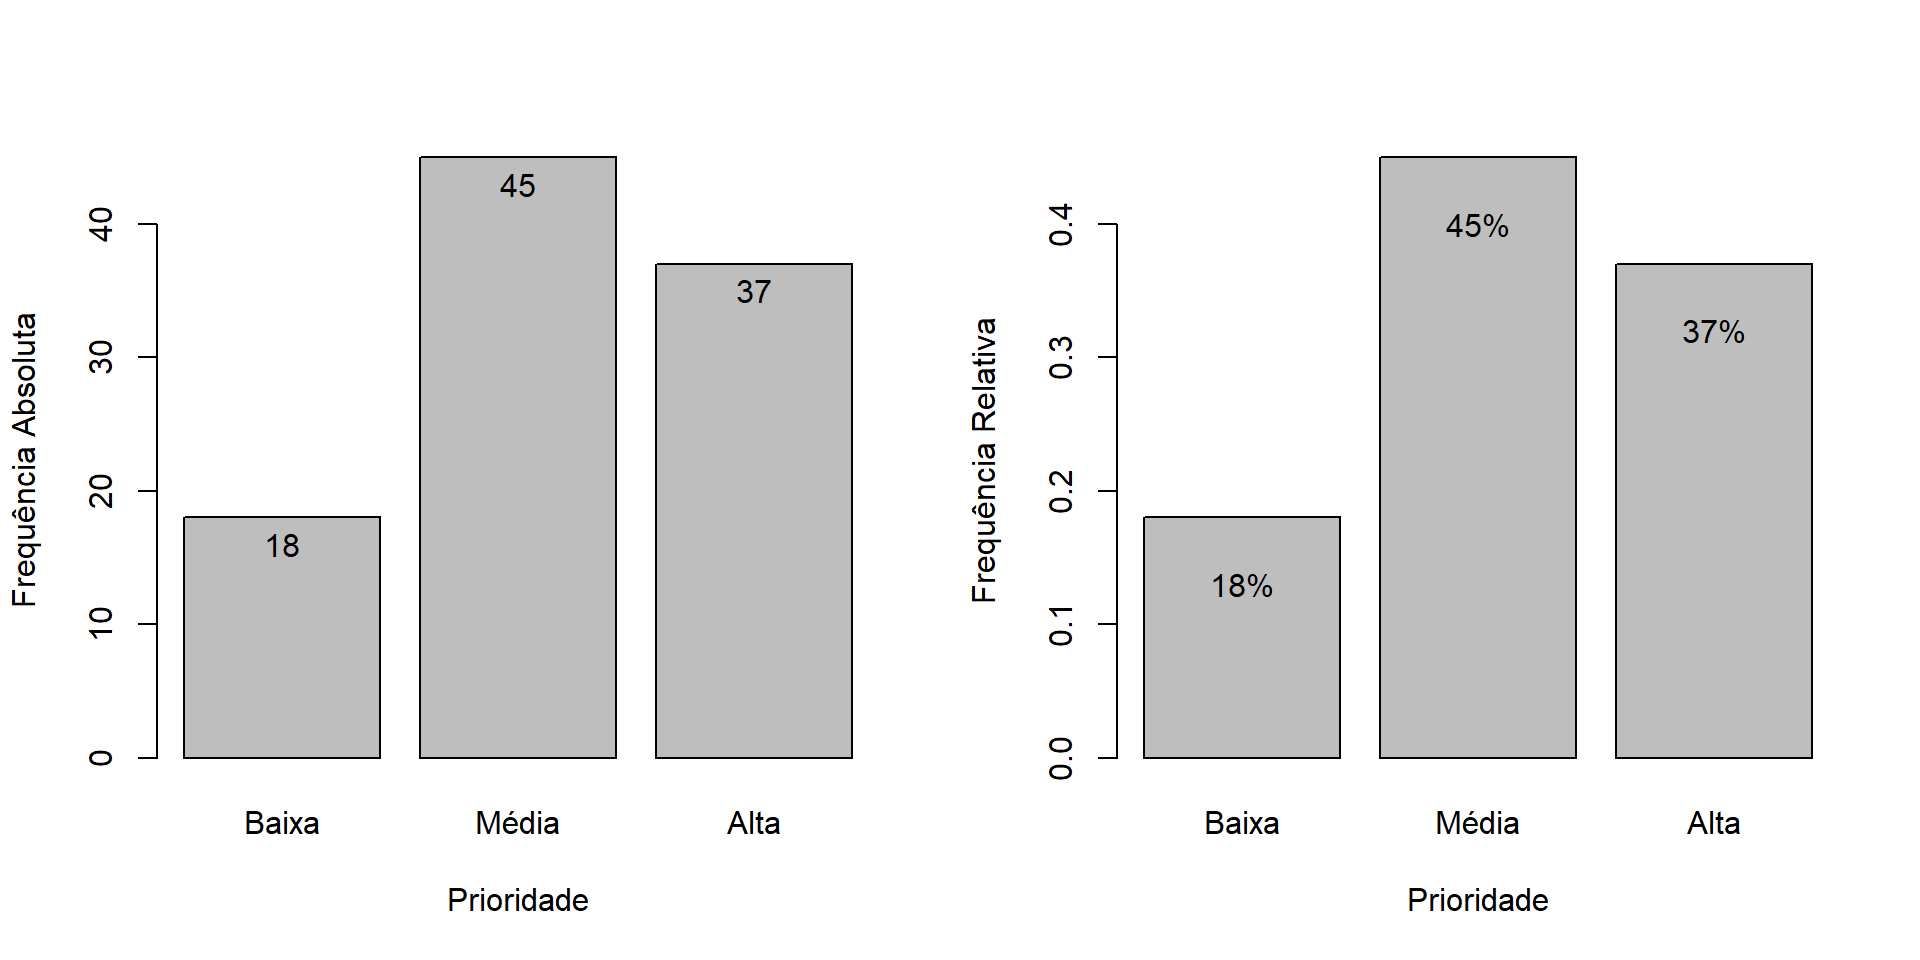 Frequência Absoluta
40
30
20
10
0
45
37
18
Baixa Média Alta
Prioridade
Frequência Relativa
0.4
0.3
0.2
0.1
0.0
45%
37%
18%
Baixa Média Alta
Prioridade